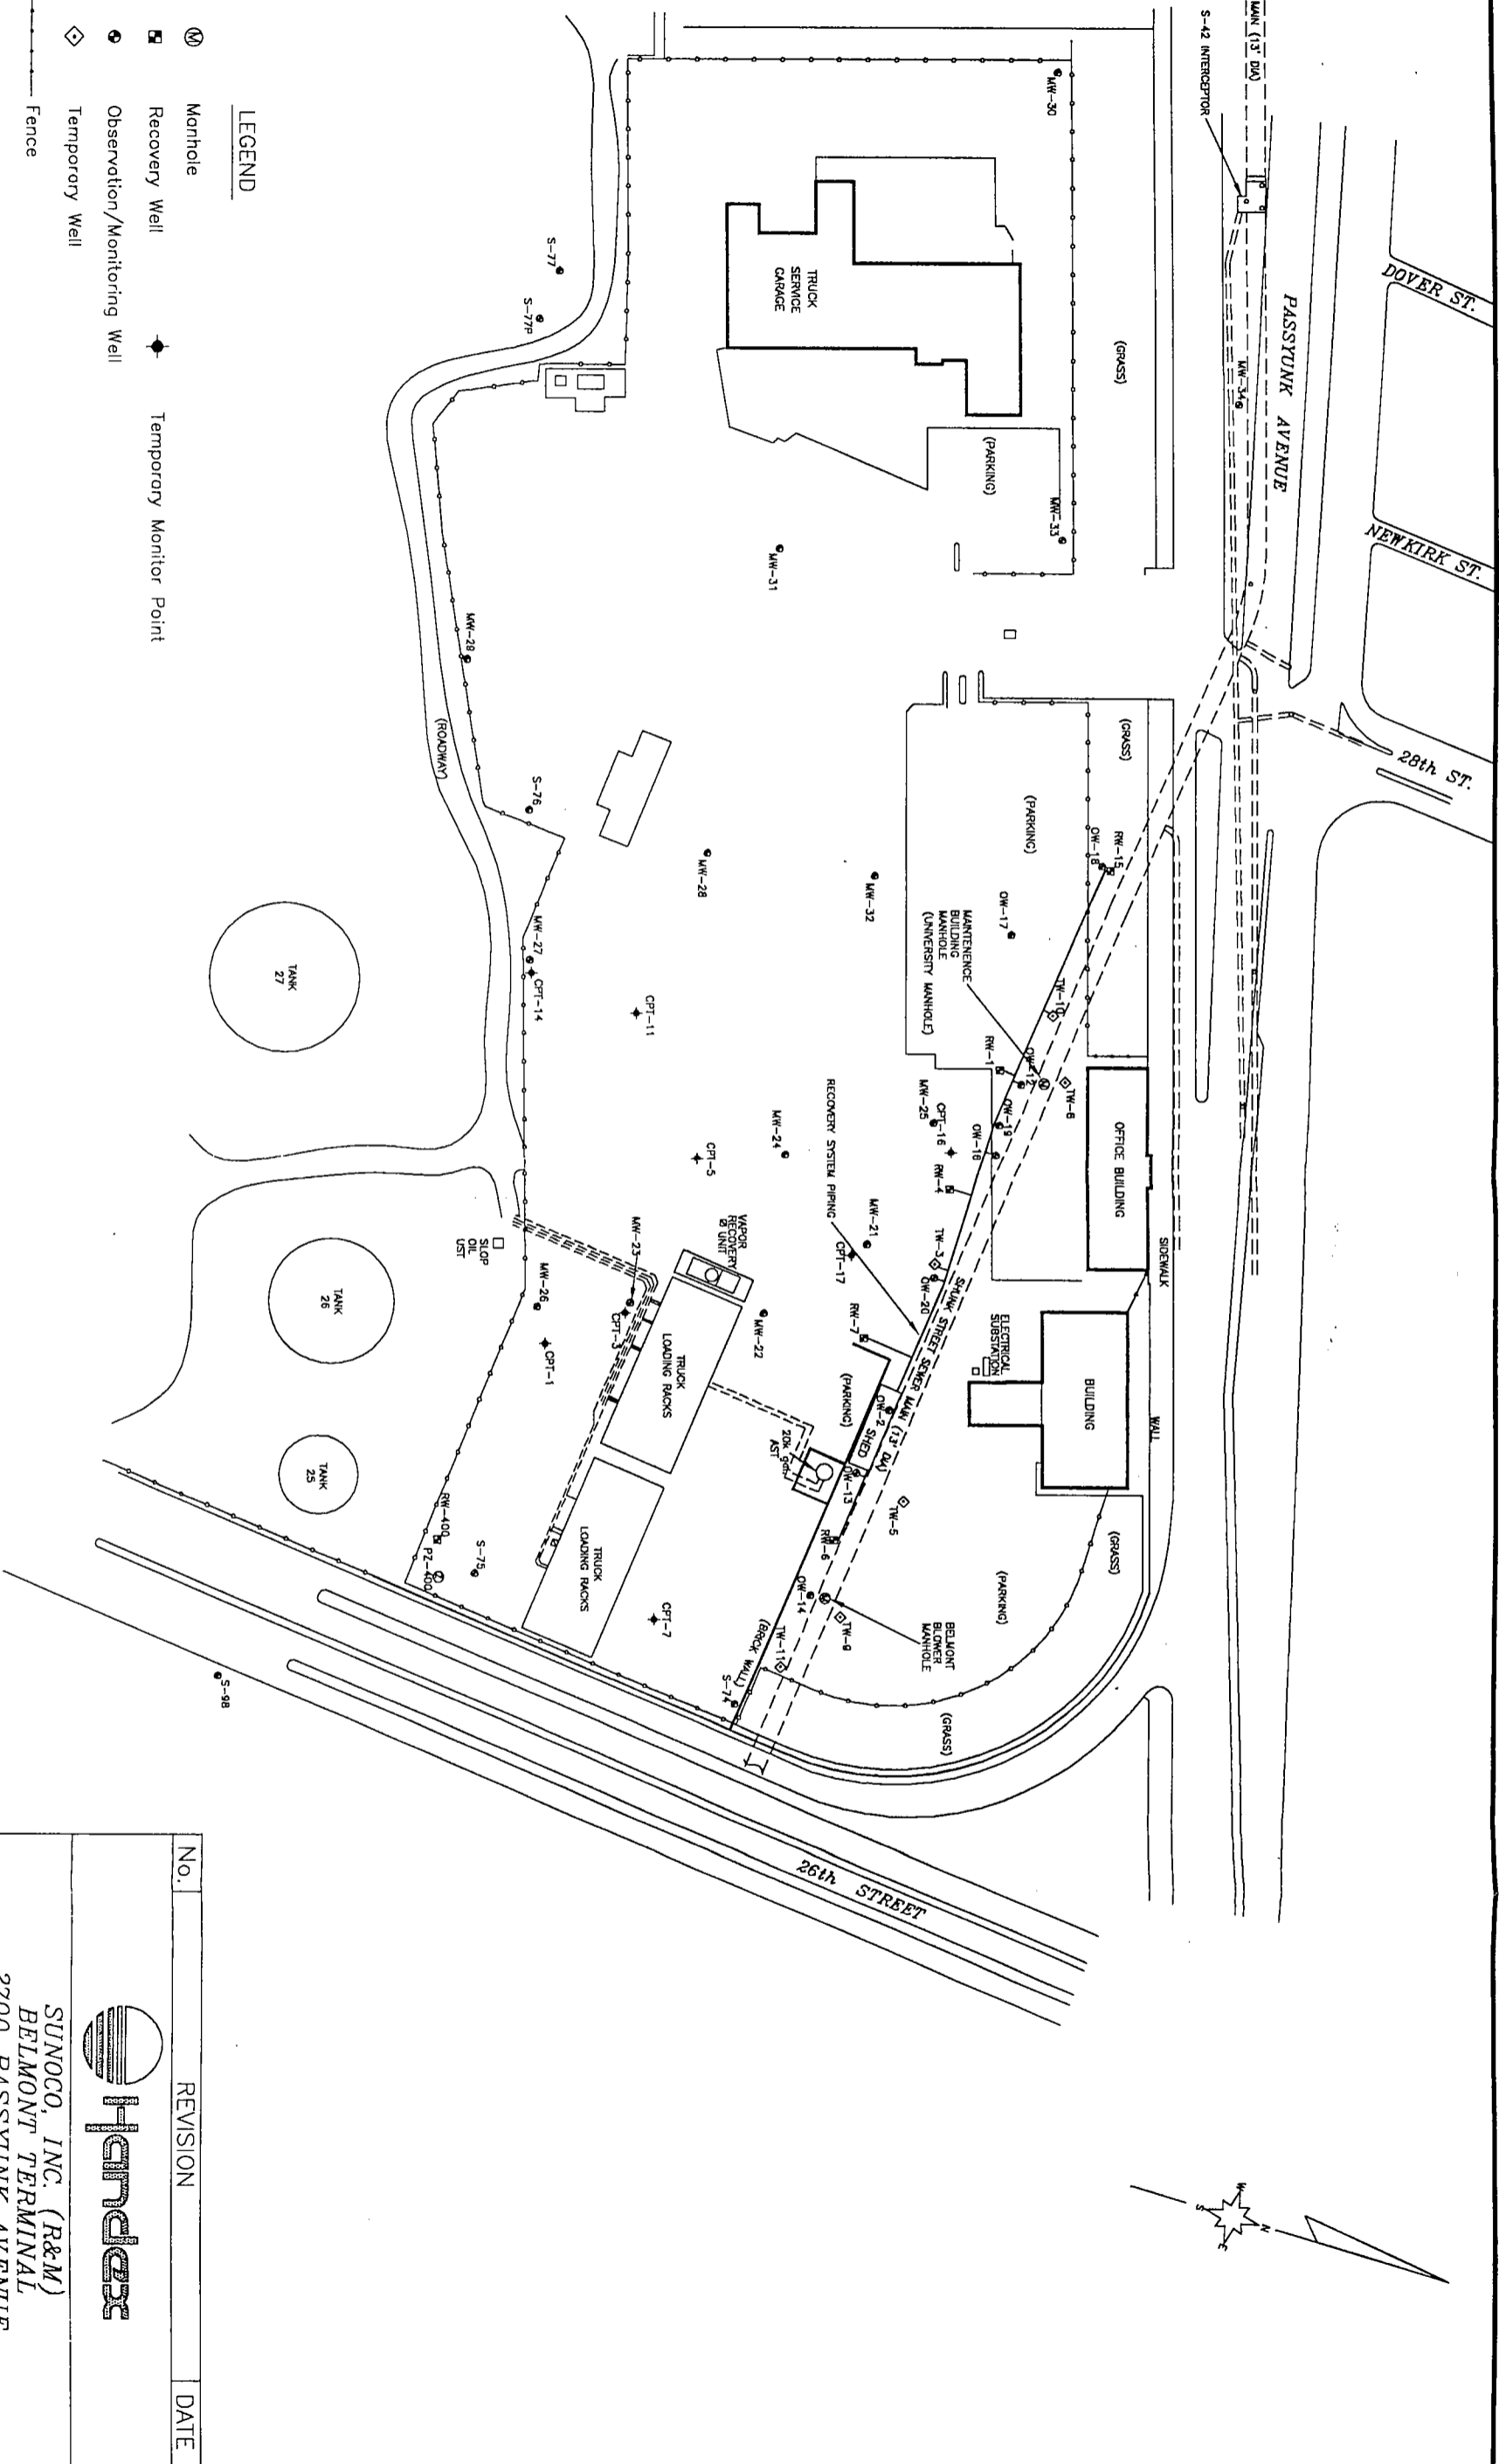 MAIN (13' DIA)
S-42 INTERCEPTOR
DOVER ST.
PASSYUNK AVENUE
NEWKIRK ST.
28th ST.
MW-34
MW-30
(GRASS)
TRUCK
SERVICE
GARAGE
(PARKING)
MW-33
MW-31
S-77
S-77P
MW-29
(ROADWAY)
S-76
MW-28
MW-32
(GRASS)
(PARKING)
RW-15
OW-18
OW-17
MAINTENENCE
BUILDING
MANHOLE
(UNIVERSITY MANHOLE)
TW-10
TW-8
RW-1
OW-12
OW-19
OW-16
MW-25
CPT-16
RW-4
OFFICE BUILDING
SIDEWALK
MW-27
CPT-14
CPT-11
CPT-5
MW-24
RECOVERY SYSTEM PIPING
MW-21
CPT-17
TW-3
OW-20
RW-7
SHUNK STREET SEWER MAIN (13' DIA)
ELECTRICAL
SUBSTATION
BUILDING
WALL
TANK
27
TANK
26
TANK
25
SLOP
OIL
UST
VAPOR
RECOVERY
UNIT
MW-23
CPT-3
MW-26
CPT-1
MW-22
TRUCK
LOADING RACKS
TRUCK
LOADING RACKS
(PARKING)
OW-2
SHED
20K gal.
AST
OW-13
TW-5
RW-6
OW-14
TW-9
TW-11
BELMONT
BLOWER
MANHOLE
(PARKING)
(GRASS)
(GRASS)
(BRICK WALL)
S-74
CPT-7
RW-400
PZ-400
S-75
S-98
26th STREET
LEGEND
Manhole
Recovery Well
Temporary Monitor Point
Observation/Monitoring Well
Temporary Well
Fence
No. REVISION DATE
Handex
SUNOCO, INC. (R&M)
BELMONT TERMINAL
2700 PASSYUNK AVENUE
N
S
E
W